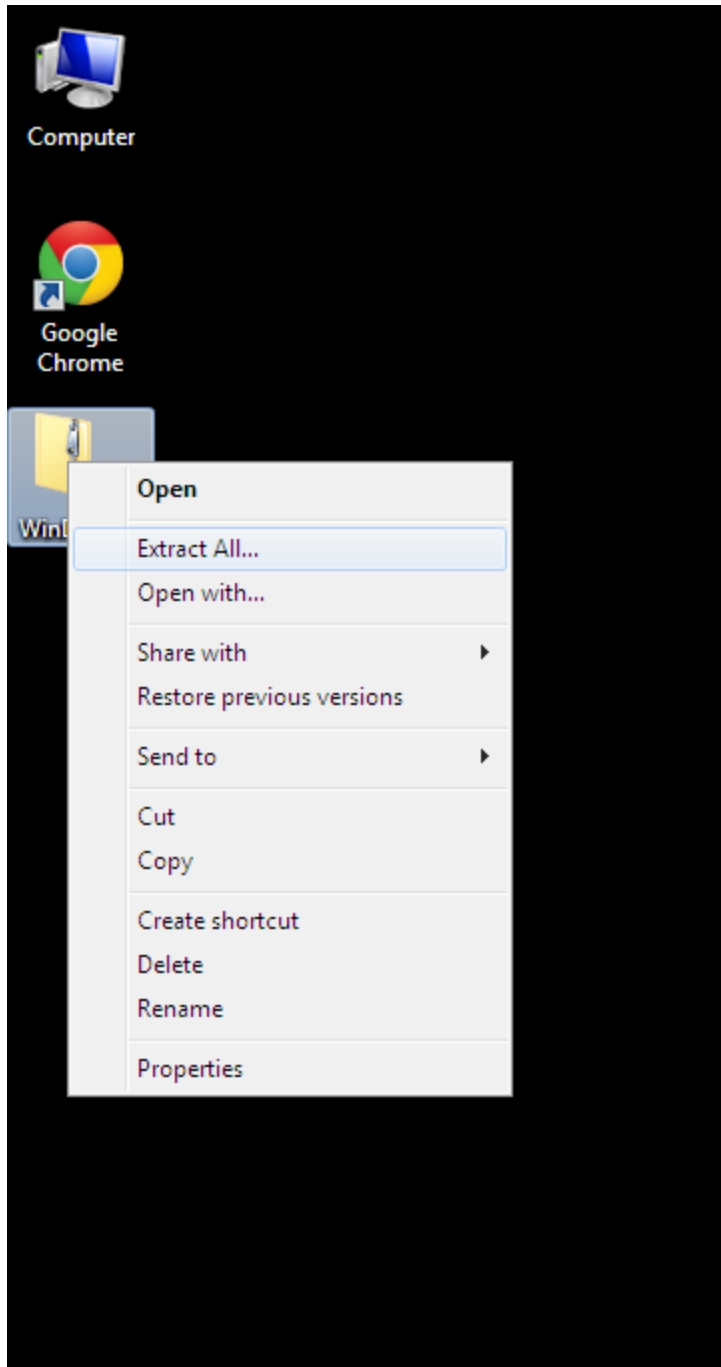 Computer
Google
Chrome
Open
Extract All...
Open with...
Share with
Restore previous versions
Send to
Cut
Copy
Create shortcut
Delete
Rename
Properties